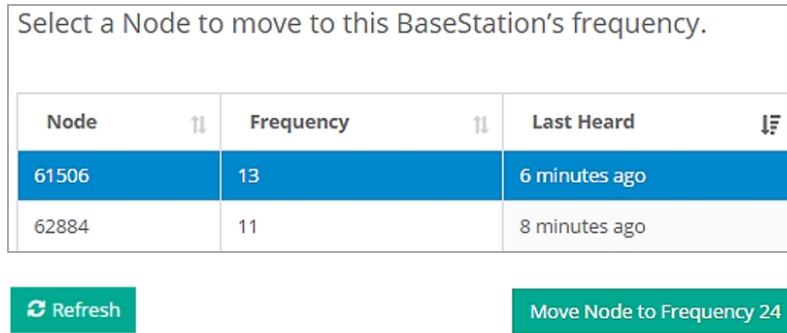 Select a Node to move to this BaseStation’s frequency.
Node Frequency Last Heard
61506 13 6 minutes ago
62884 11 8 minutes ago
Refresh Move Node to Frequency 24